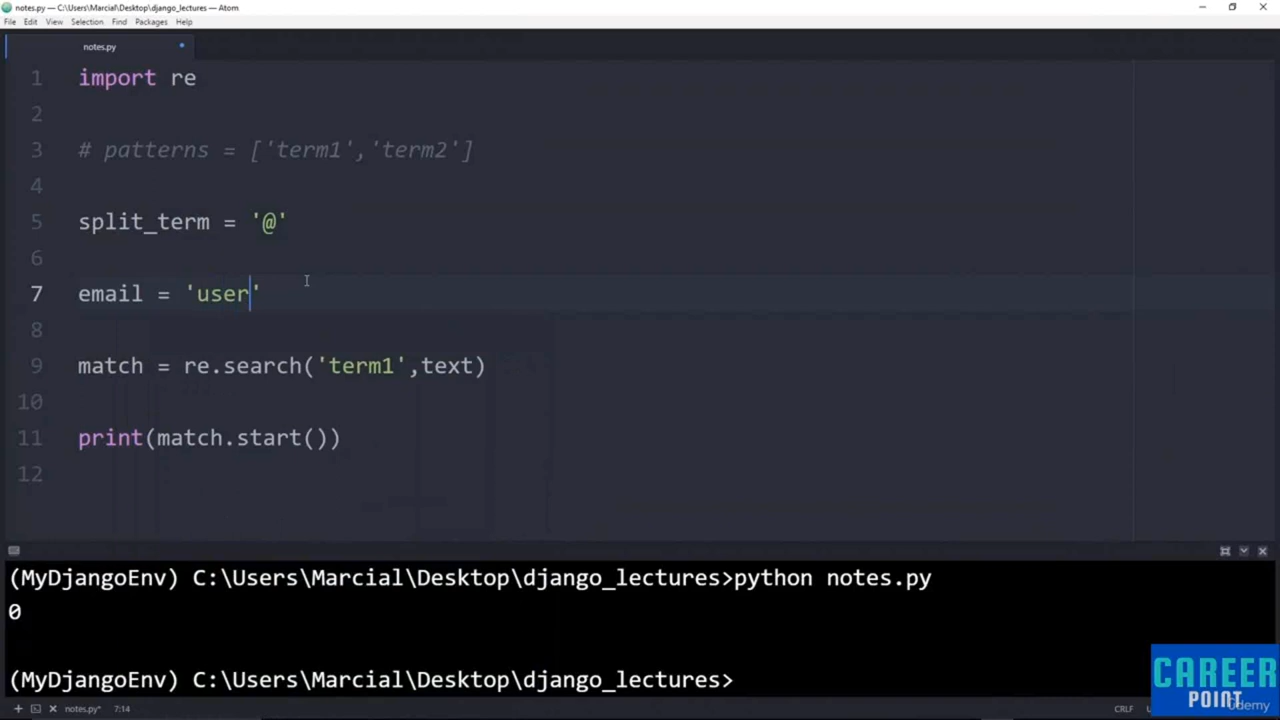 notes.py — C:\Users\Marcial\Desktop\django_lectures — Atom
File Edit View Selection Find Packages Help
notes.py
1 import re
2
3 # patterns = ['term1','term2']
4
5 split_term = '@'
6
7 email = 'user'
8
9 match = re.search('term1',text)
10
11 print(match.start())
12
(MyDjangoEnv) C:\Users\Marcial\Desktop\django_lectures>python notes.py
0
(MyDjangoEnv) C:\Users\Marcial\Desktop\django_lectures>
CAREER
POINT
Udemy
notes.py* 7:14 CRLF